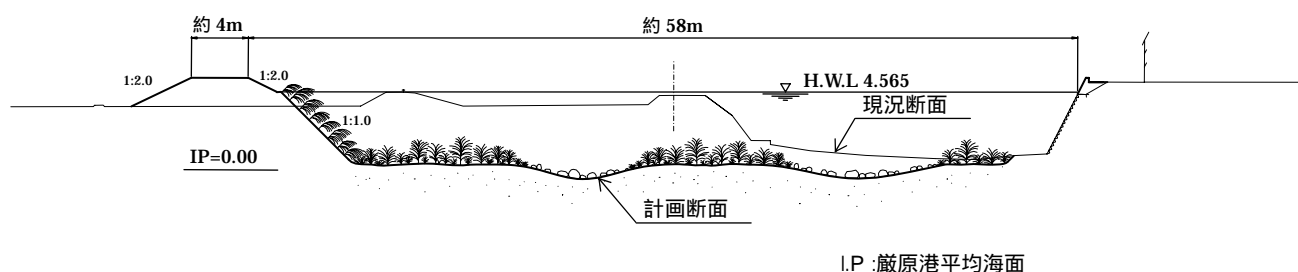 約 4m
約 58m
1:2.0
1:2.0
H.W.L 4.565
現況断面
1:1.0
IP=0.00
計画断面
I.P :厳原港平均海面